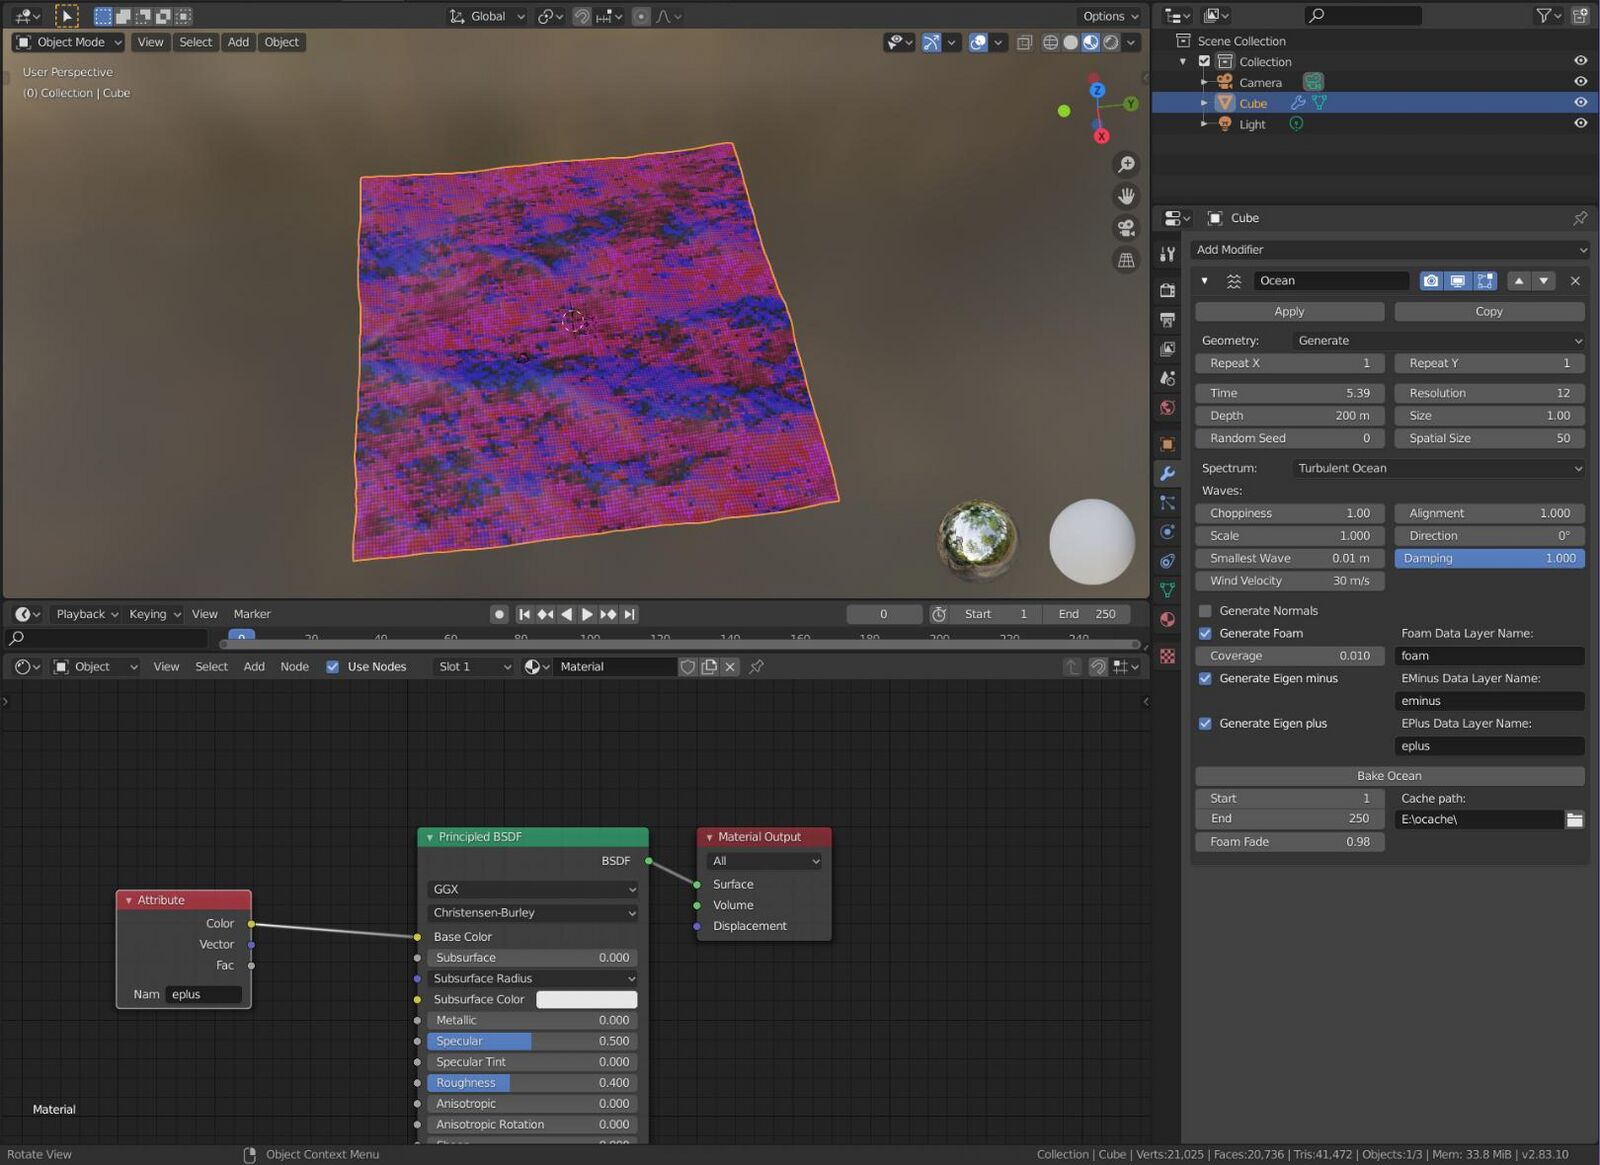 Global
Options
Object Mode
View
Select
Add
Object
User Perspective
(0) Collection | Cube
Z
Y
X
Scene Collection
Collection
Camera
Cube
Light
Cube
Add Modifier
Ocean
Apply
Copy
Geometry:
Generate
Repeat X 1
Repeat Y 1
Time 5.39
Resolution 12
Depth 200 m
Size 1.00
Random Seed 0
Spatial Size 50
Spectrum:
Turbulent Ocean
Waves:
Choppiness 1.00
Alignment 1.000
Scale 1.000
Direction 0°
Smallest Wave 0.01 m
Damping 1.000
Wind Velocity 30 m/s
Generate Normals
Generate Foam
Foam Data Layer Name:
Coverage 0.010
foam
Generate Eigen minus
EMinus Data Layer Name:
eminus
Generate Eigen plus
EPlus Data Layer Name:
eplus
Bake Ocean
Start 1
Cache path:
End 250
E:\ocache\
Foam Fade 0.98
Playback
Keying
View
Marker
0
Start 1
End 250
0 20 40 60 80 100 120 140 160 180 200 220 240
Object
View
Select
Add
Node
Use Nodes
Slot 1
Material
Attribute
Color
Vector
Fac
Nam eplus
Principled BSDF
BSDF
GGX
Christensen-Burley
Base Color
Subsurface 0.000
Subsurface Radius
Subsurface Color
Metallic 0.000
Specular 0.500
Specular Tint 0.000
Roughness 0.400
Anisotropic 0.000
Anisotropic Rotation 0.000
Material Output
All
Surface
Volume
Displacement
Material
Rotate View
Object Context Menu
Collection | Cube | Verts:21,025 | Faces:20,736 | Tris:41,472 | Objects:1/3 | Mem: 33.8 MiB | v2.83.10